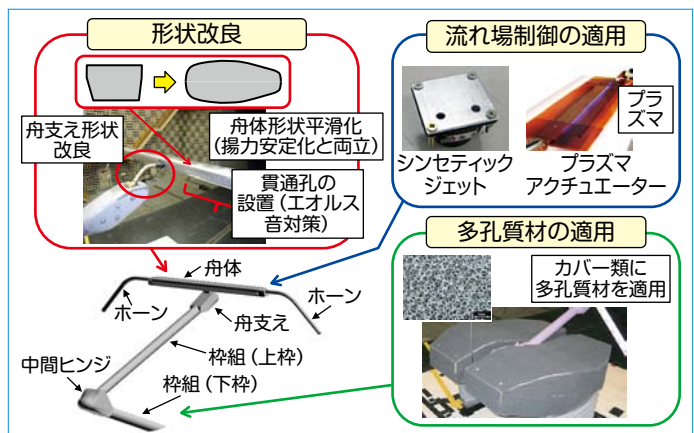 形状改良
舟支え形状
改良
舟体形状平滑化
(揚力安定化と両立)
貫通孔の
設置(エオルス
音対策)
流れ場制御の適用
プラ
ズマ
シンセティック
ジェット
プラズマ
アクチュエーター
多孔質材の適用
カバー類に
多孔質材を適用
舟体
ホーン
ホーン
舟支え
枠組(上枠)
中間ヒンジ
枠組(下枠)